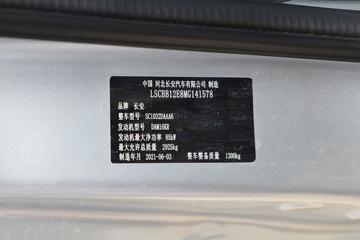 中国 河北长安汽车有限公司 制造
LSCBB12E8MG141578
品牌 长安
整车型号 SC1032DAAA6
发动机型号 DAM16KR
发动机最大净功率 85kW
最大允许总质量 2925kg
制造年月 2021-06-03 整车整备质量 1300kg